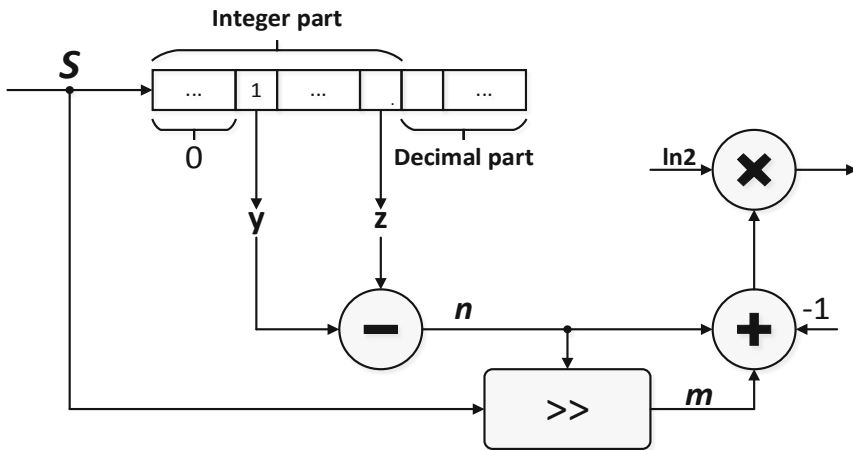 Integer part
S
... 1 ... . ...
0
Decimal part
ln2
×
y
z
−
n
+
-1
>>
m